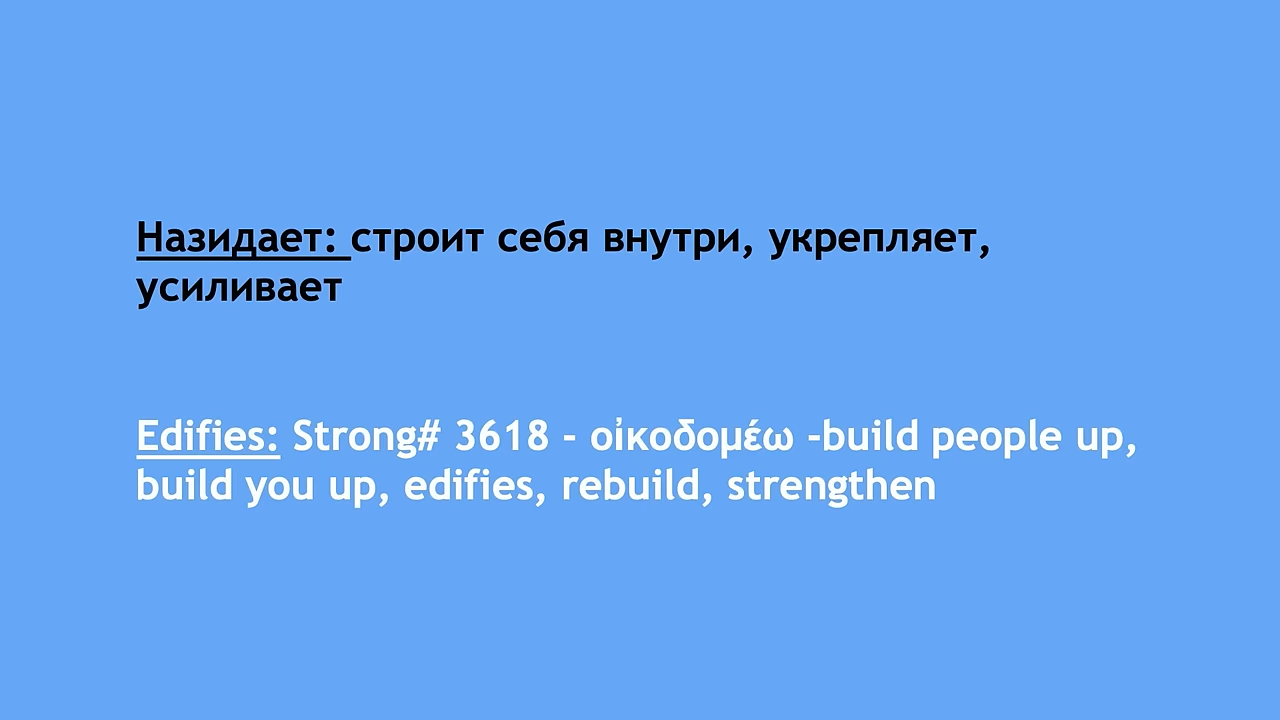 Назидает: строит себя внутри, укрепляет,
усиливает
Edifies: Strong# 3618 - οἰκοδομέω -build people up,
build you up, edifies, rebuild, strengthen